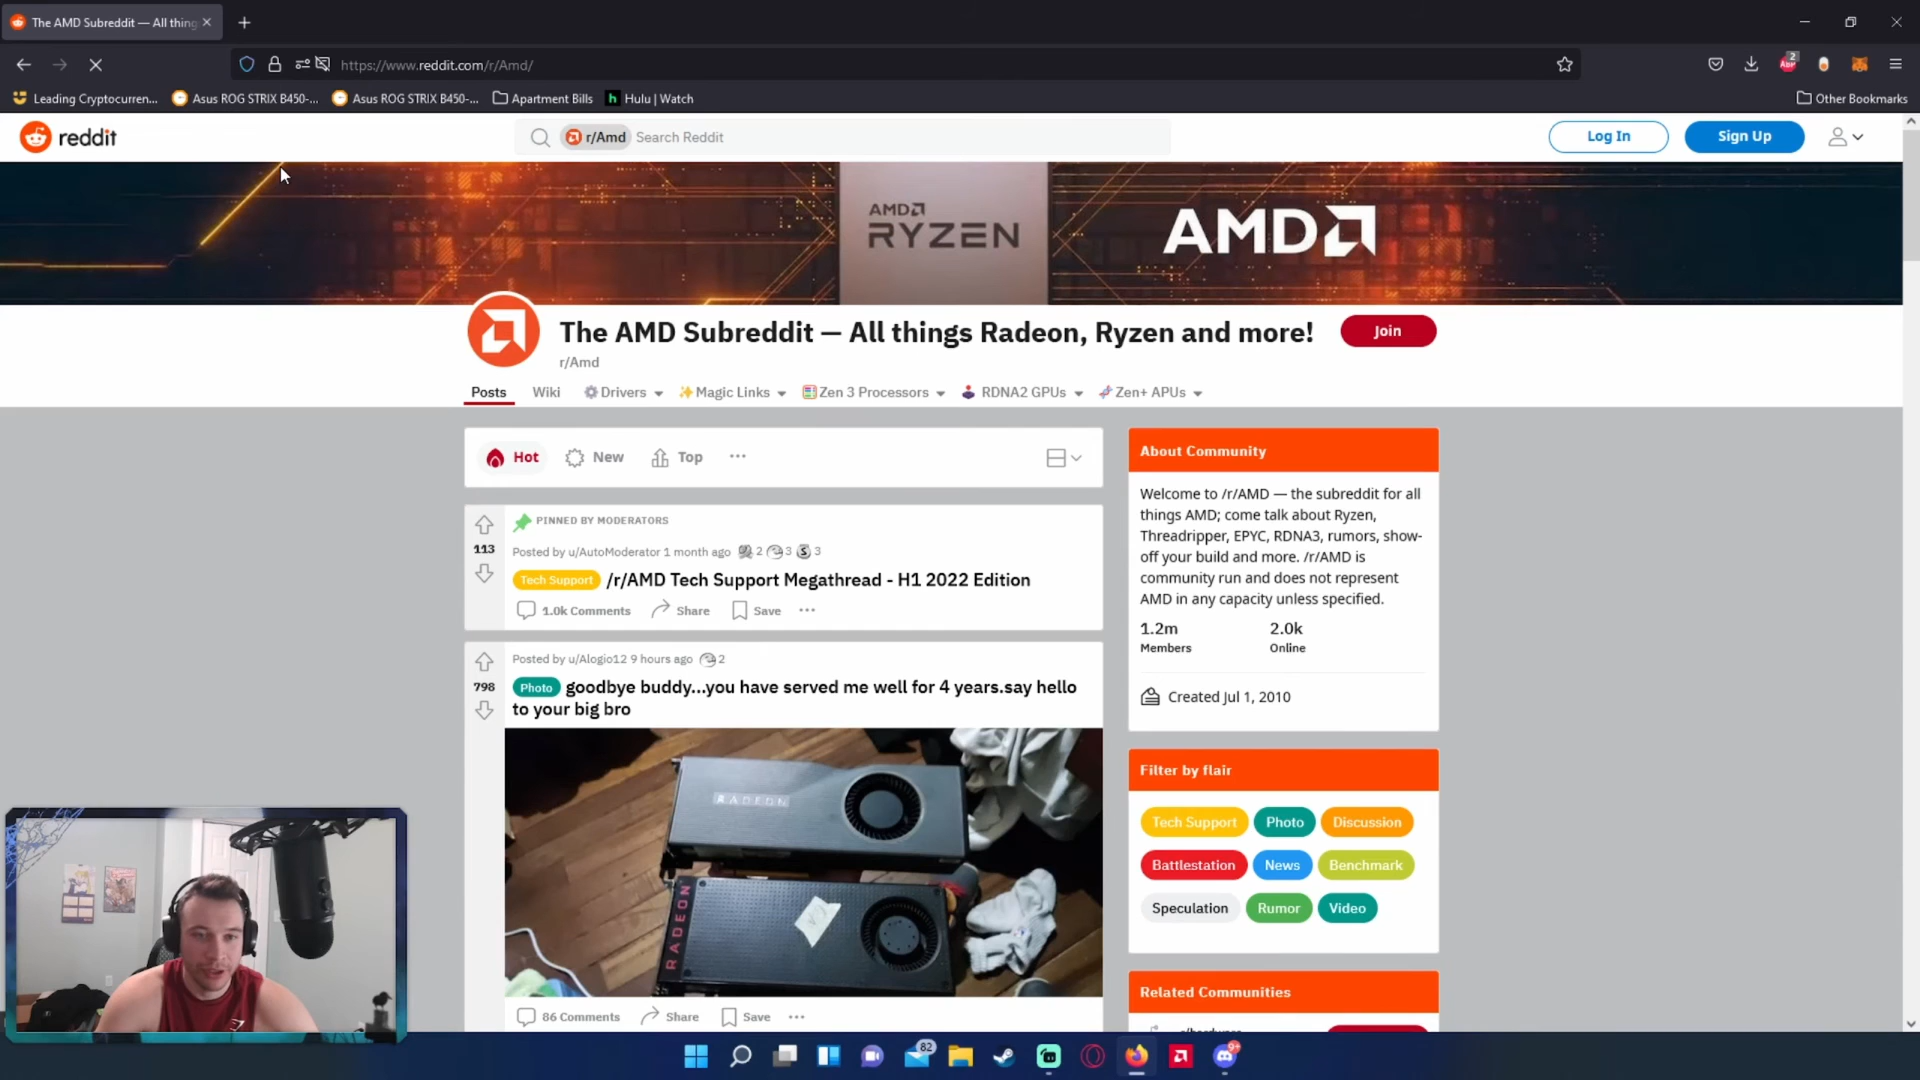 The AMD Subreddit — All thing
https://www.reddit.com/r/Amd/
2
Leading Cryptocurren...
Asus ROG STRIX B450-...
Asus ROG STRIX B450-...
Apartment Bills
Hulu | Watch
Other Bookmarks
reddit
r/Amd
Search Reddit
Log In
Sign Up
AMD
RYZEN
AMD
The AMD Subreddit — All things Radeon, Ryzen and more!
Join
r/Amd
Posts
Wiki
Drivers
Magic Links
Zen 3 Processors
RDNA2 GPUs
Zen+ APUs
Hot
New
Top
PINNED BY MODERATORS
113
Posted by u/AutoModerator 1 month ago 2 3 3
Tech Support /r/AMD Tech Support Megathread - H1 2022 Edition
1.0k Comments
Share
Save
Posted by u/Alogio12 9 hours ago 2
798
Photo goodbye buddy...you have served me well for 4 years.say hello
to your big bro
RADEON
RADEON
86 Comments
Share
Save
About Community
Welcome to /r/AMD — the subreddit for all
things AMD; come talk about Ryzen,
Threadripper, EPYC, RDNA3, rumors, show-
off your build and more. /r/AMD is
community run and does not represent
AMD in any capacity unless specified.
1.2m
Members
2.0k
Online
Created Jul 1, 2010
Filter by flair
Tech Support
Photo
Discussion
Battlestation
News
Benchmark
Speculation
Rumor
Video
Related Communities
82
9+